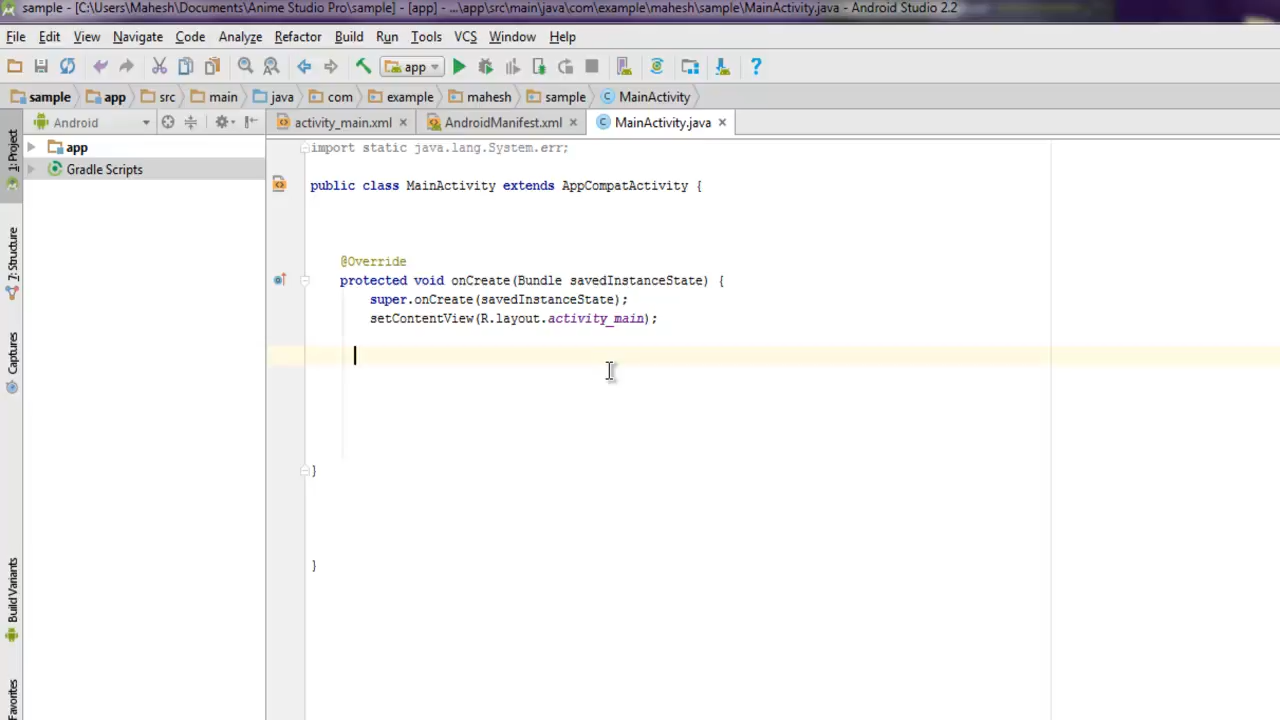 sample - [C:\Users\Mahesh\Documents\Anime Studio Pro\sample] - [app] - ...\app\src\main\java\com\example\mahesh\sample\MainActivity.java - Android Studio 2.2
File Edit View Navigate Code Analyze Refactor Build Run Tools VCS Window Help
app
sample app src main java com example mahesh sample MainActivity
Android
activity_main.xml AndroidManifest.xml MainActivity.java
app
Gradle Scripts
1: Project
7: Structure
Captures
Build Variants
Favorites
import static java.lang.System.err;
public class MainActivity extends AppCompatActivity {
@Override
protected void onCreate(Bundle savedInstanceState) {
super.onCreate(savedInstanceState);
setContentView(R.layout.activity_main);
}
}